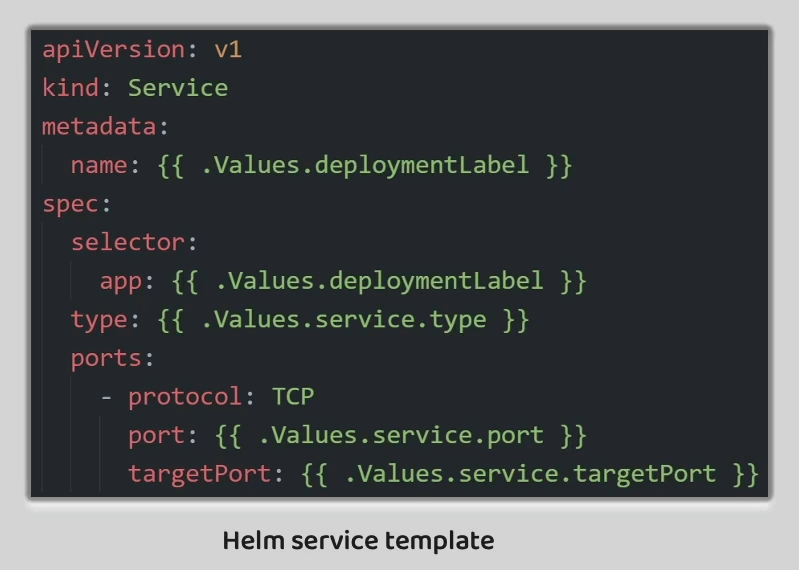 apiVersion: v1
kind: Service
metadata:
  name: {{ .Values.deploymentLabel }}
spec:
  selector:
    app: {{ .Values.deploymentLabel }}
  type: {{ .Values.service.type }}
  ports:
    - protocol: TCP
      port: {{ .Values.service.port }}
      targetPort: {{ .Values.service.targetPort }}
Helm service template